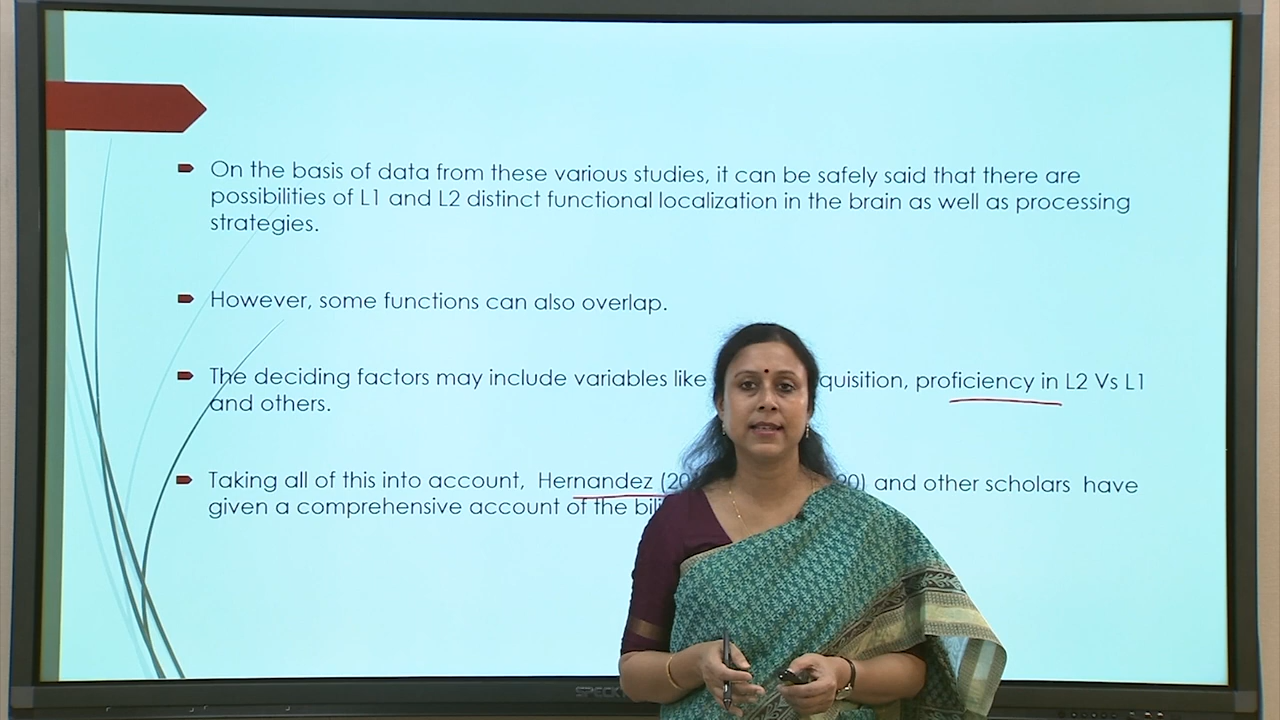 On the basis of data from these various studies, it can be safely said that there are
possibilities of L1 and L2 distinct functional localization in the brain as well as processing
strategies.
However, some functions can also overlap.
The deciding factors may include variables like quisition, proficiency in L2 Vs L1
and others.
Taking all of this into account, Hernandez (20 20) and other scholars have
given a comprehensive account of the bili